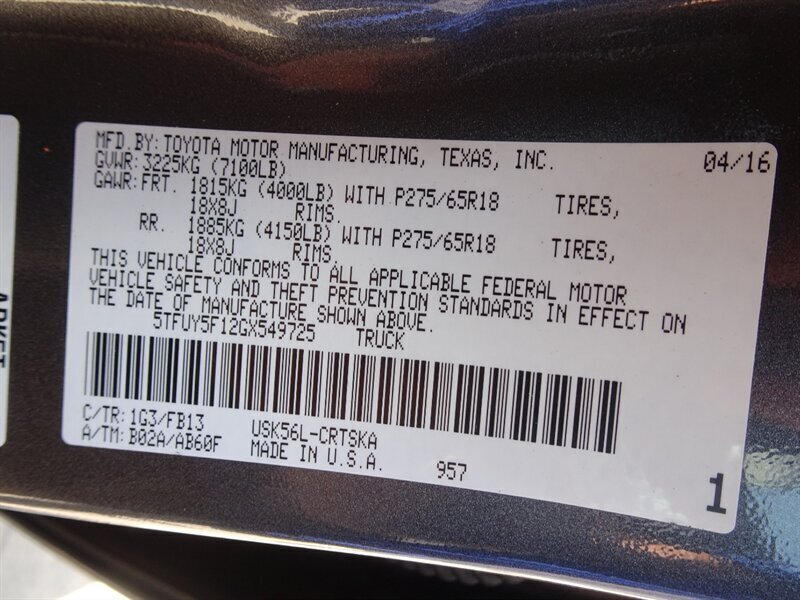 MFD.BY: TOYOTA MOTOR MANUFACTURING, TEXAS, INC. 04/16
GVWR: 3225KG (7100LB)
GAWR: FRT. 1815KG (4000LB) WITH P275/65R18 TIRES,
18X8J RIMS.
RR. 1885KG (4150LB) WITH P275/65R18 TIRES,
18X8J RIMS.
THIS VEHICLE CONFORMS TO ALL APPLICABLE FEDERAL MOTOR
VEHICLE SAFETY AND THEFT PREVENTION STANDARDS IN EFFECT ON
THE DATE OF MANUFACTURE SHOWN ABOVE.
5TFUY5F12GX549725 TRUCK
C/TR: 1G3/FB13 USK56L-CRTSKA
A/TM: B02A/AB60F MADE IN U.S.A. 957
1